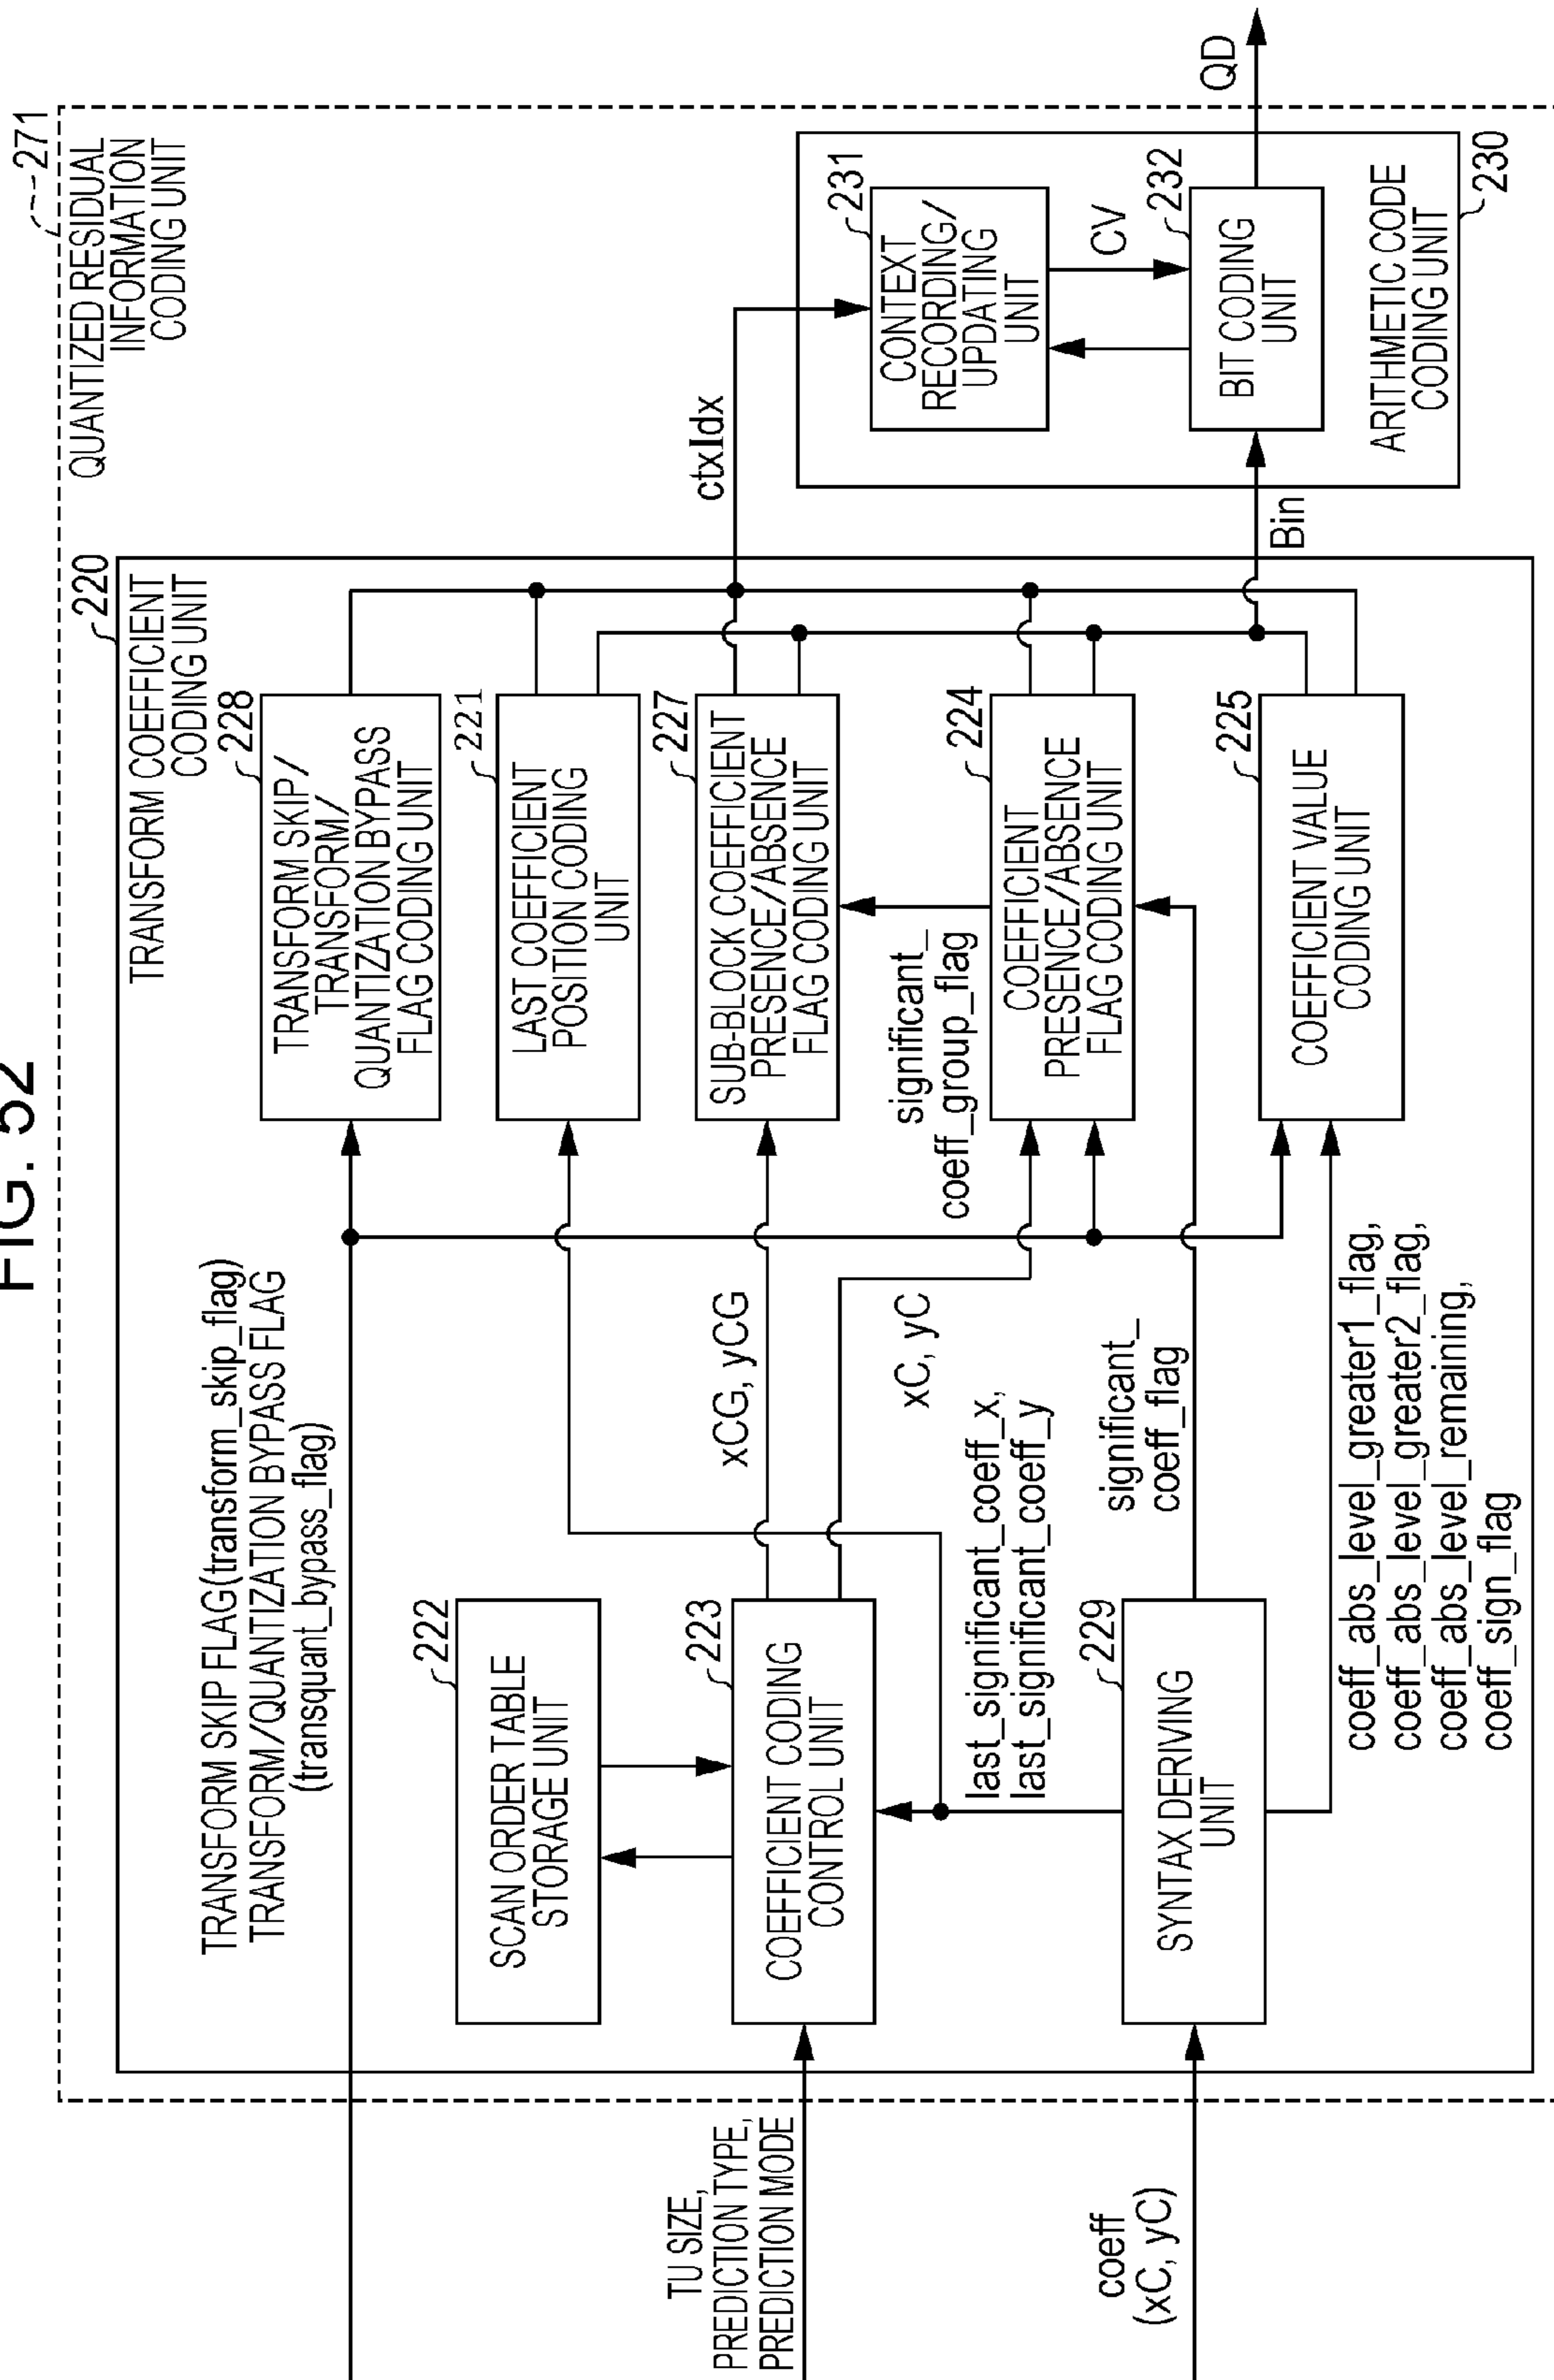 FIG. 52
271
QUANTIZED RESIDUAL
INFORMATION
CODING UNIT
220
TRANSFORM COEFFICIENT
CODING UNIT
TRANSFORM SKIP FLAG(transform_skip_flag)
TRANSFORM/QUANTIZATION BYPASS FLAG
(transquant_bypass_flag)
228
TRANSFORM SKIP/
TRANSFORM/
QUANTIZATION BYPASS
FLAG CODING UNIT
222
SCAN ORDER TABLE
STORAGE UNIT
221
LAST COEFFICIENT
POSITION CODING
UNIT
TU SIZE,
PREDICTION TYPE,
PREDICTION MODE
223
COEFFICIENT CODING
CONTROL UNIT
xCG, yCG
227
SUB-BLOCK COEFFICIENT
PRESENCE/ABSENCE
FLAG CODING UNIT
ctxIdx
231
CONTEXT
RECORDING/
UPDATING
UNIT
CV
xC, yC
significant_
coeff_group_flag
last_significant_coeff_x,
last_significant_coeff_y
224
COEFFICIENT
PRESENCE/ABSENCE
FLAG CODING UNIT
232
BIT CODING
UNIT
QD
coeff
(xC, yC)
229
SYNTAX DERIVING
UNIT
significant_
coeff_flag
225
COEFFICIENT VALUE
CODING UNIT
Bin
ARITHMETIC CODE
CODING UNIT
230
coeff_abs_level_greater1_flag,
coeff_abs_level_greater2_flag,
coeff_abs_level_remaining,
coeff_sign_flag